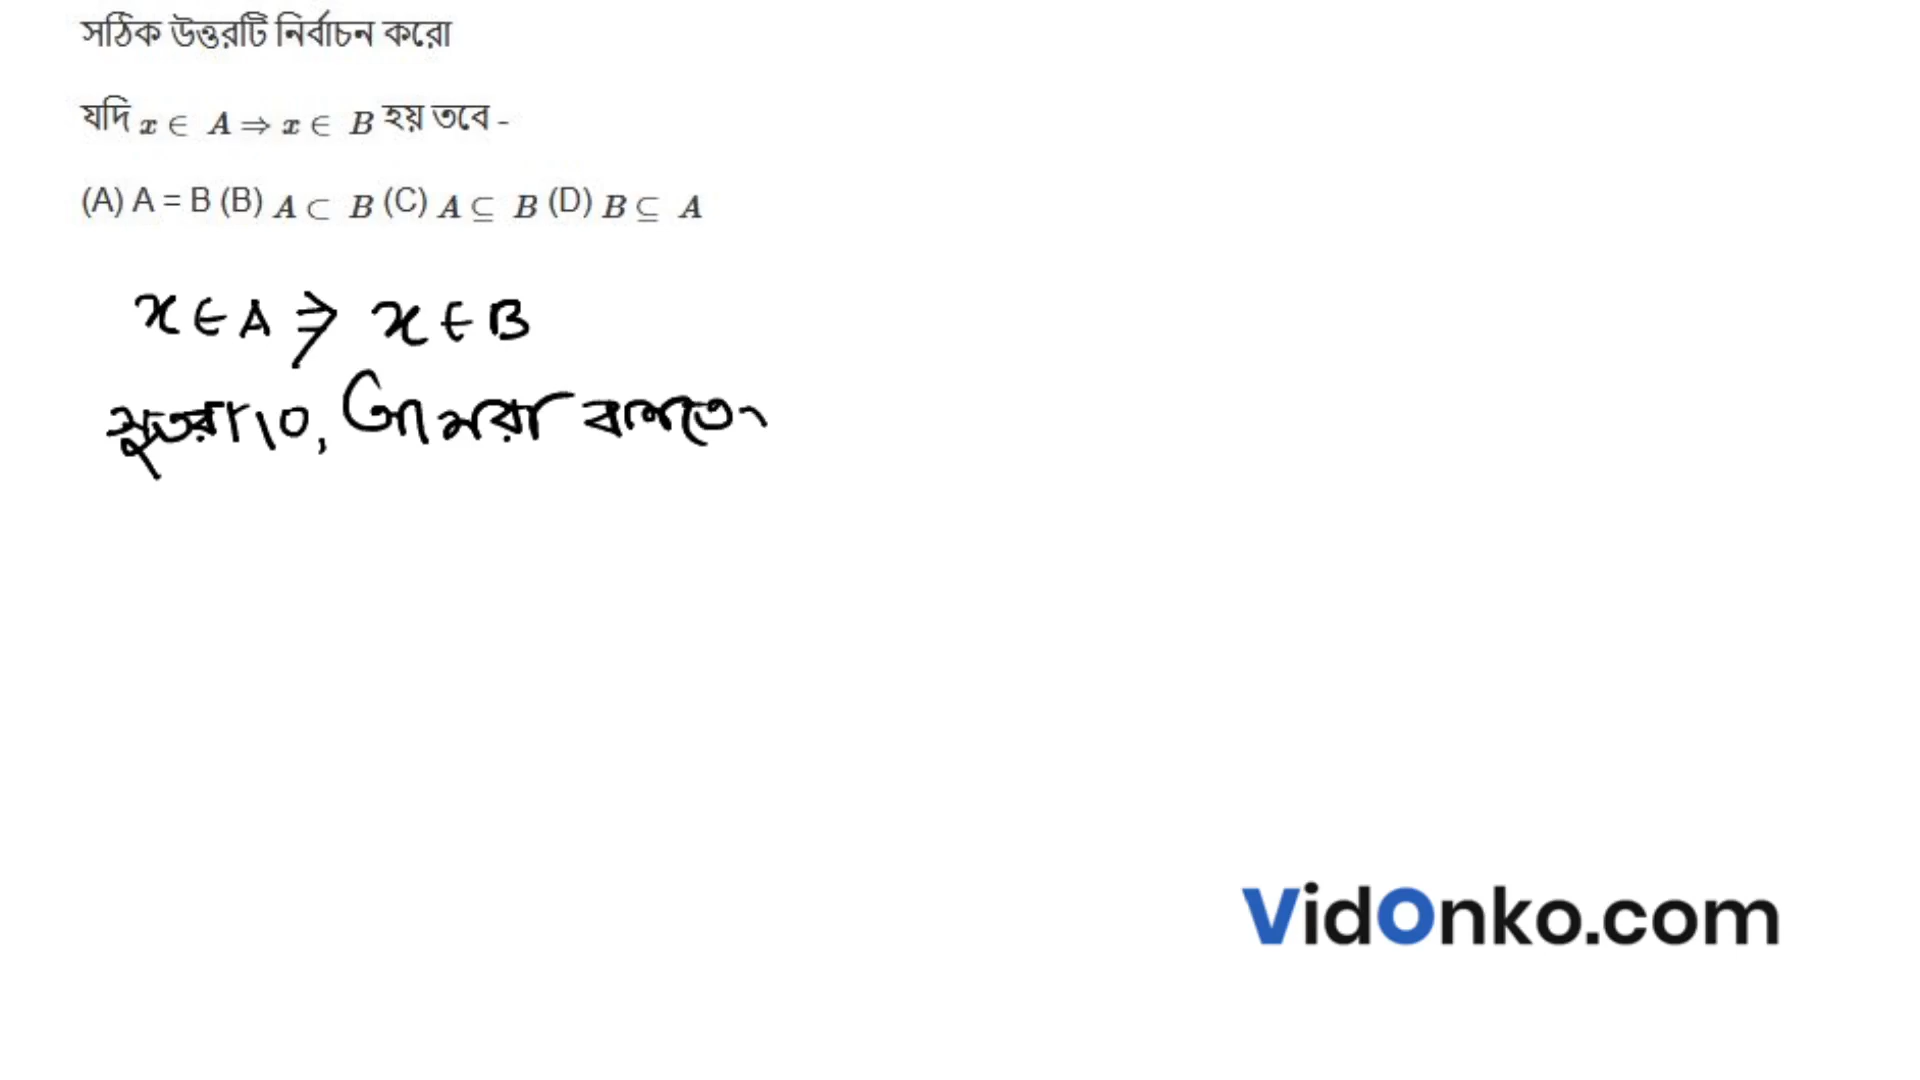 সঠিক উত্তরটি নির্বাচন করো
যদি x ∈ A ⇒ x ∈ B হয় তবে -
(A) A = B (B) A ⊂ B (C) A ⊆ B (D) B ⊆ A
x ∈ A ⇒ x ∈ B
সুতরাং, আমরা বলতে
VidOnko.com